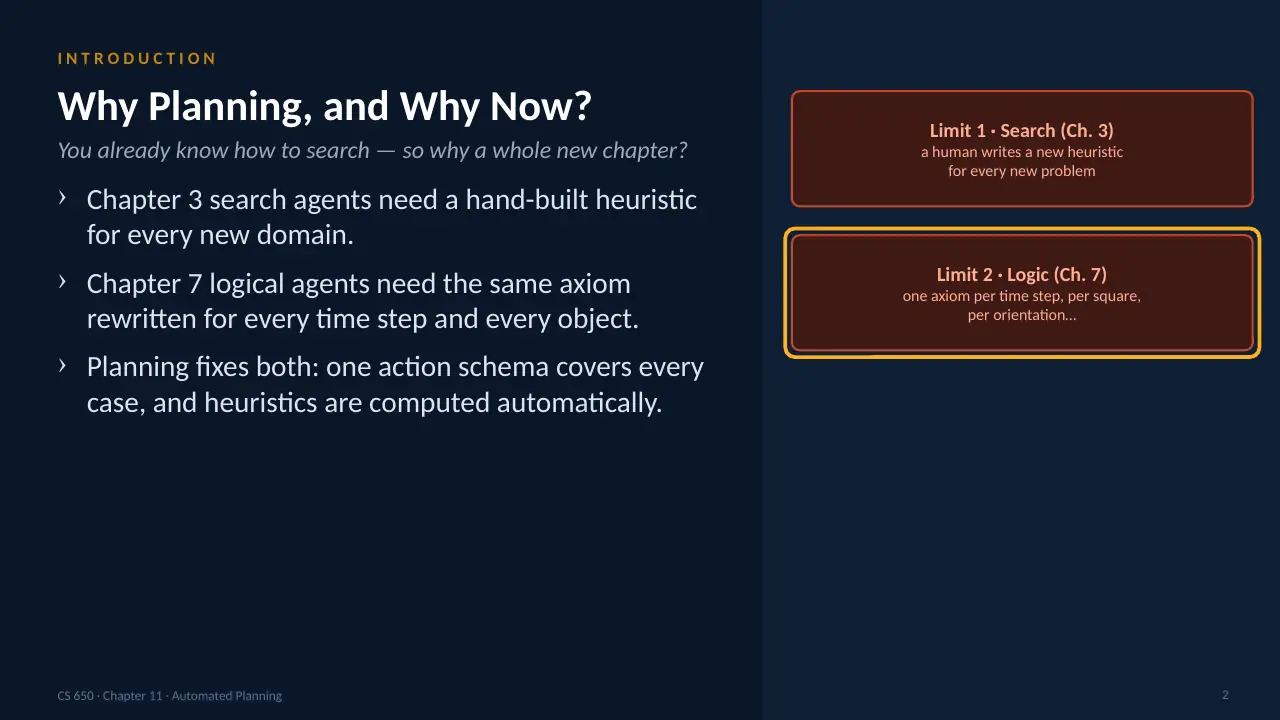 INTRODUCTION
Why Planning, and Why Now?
You already know how to search — so why a whole new chapter?
› Chapter 3 search agents need a hand-built heuristic
for every new domain.
› Chapter 7 logical agents need the same axiom
rewritten for every time step and every object.
› Planning fixes both: one action schema covers every
case, and heuristics are computed automatically.
Limit 1 · Search (Ch. 3)
a human writes a new heuristic
for every new problem
Limit 2 · Logic (Ch. 7)
one axiom per time step, per square,
per orientation...
CS 650 · Chapter 11 · Automated Planning
2